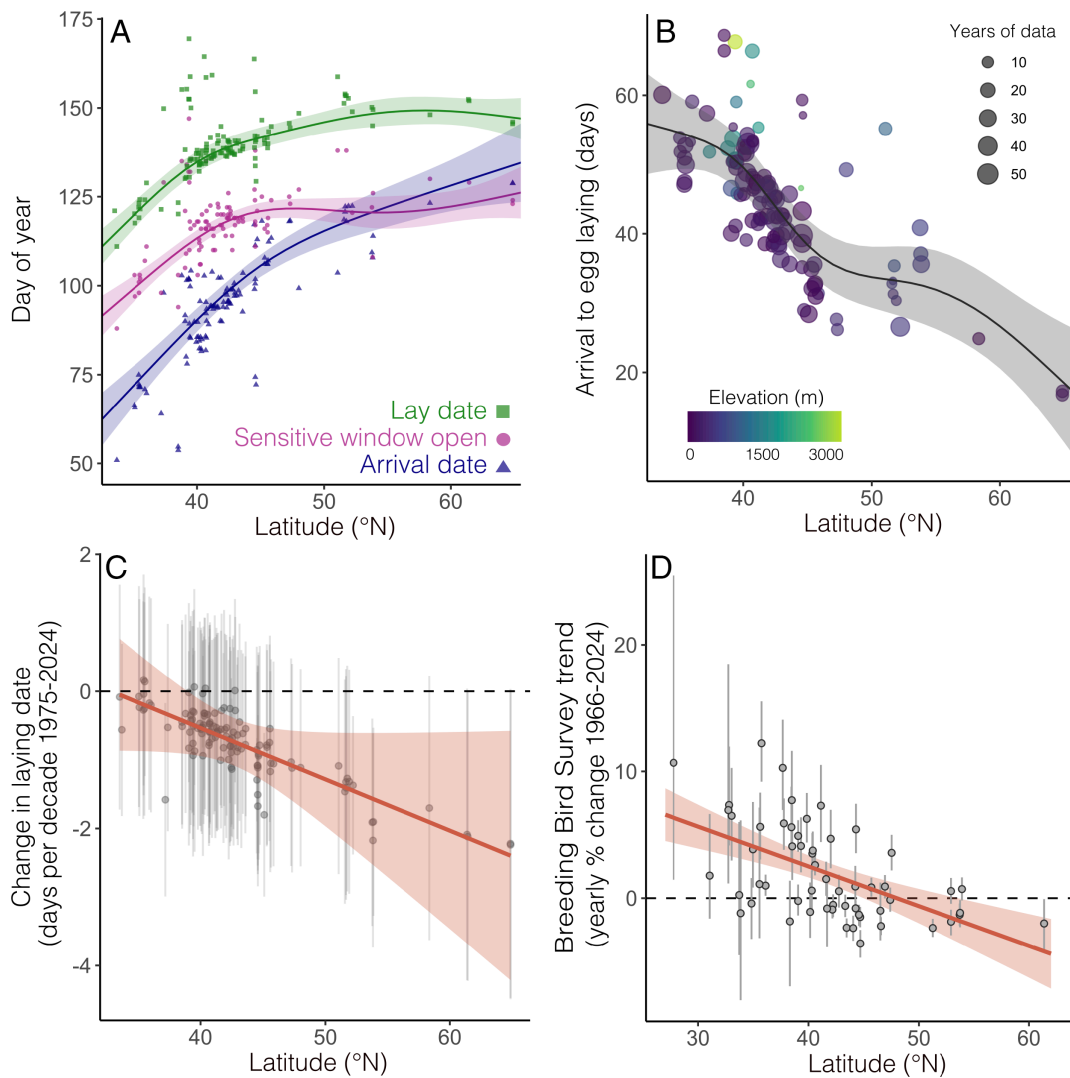 A
175
150
125
100
75
50
Day of year
Lay date
Sensitive window open
Arrival date
40 50 60
Latitude (°N)
B
60
40
20
Arrival to egg laying (days)
Years of data
10
20
30
40
50
Elevation (m)
0 1500 3000
40 50 60
Latitude (°N)
C
2
0
-2
-4
Change in laying date
(days per decade 1975-2024)
40 50 60
Latitude (°N)
D
20
10
0
Breeding Bird Survey trend
(yearly % change 1966-2024)
30 40 50 60
Latitude (°N)